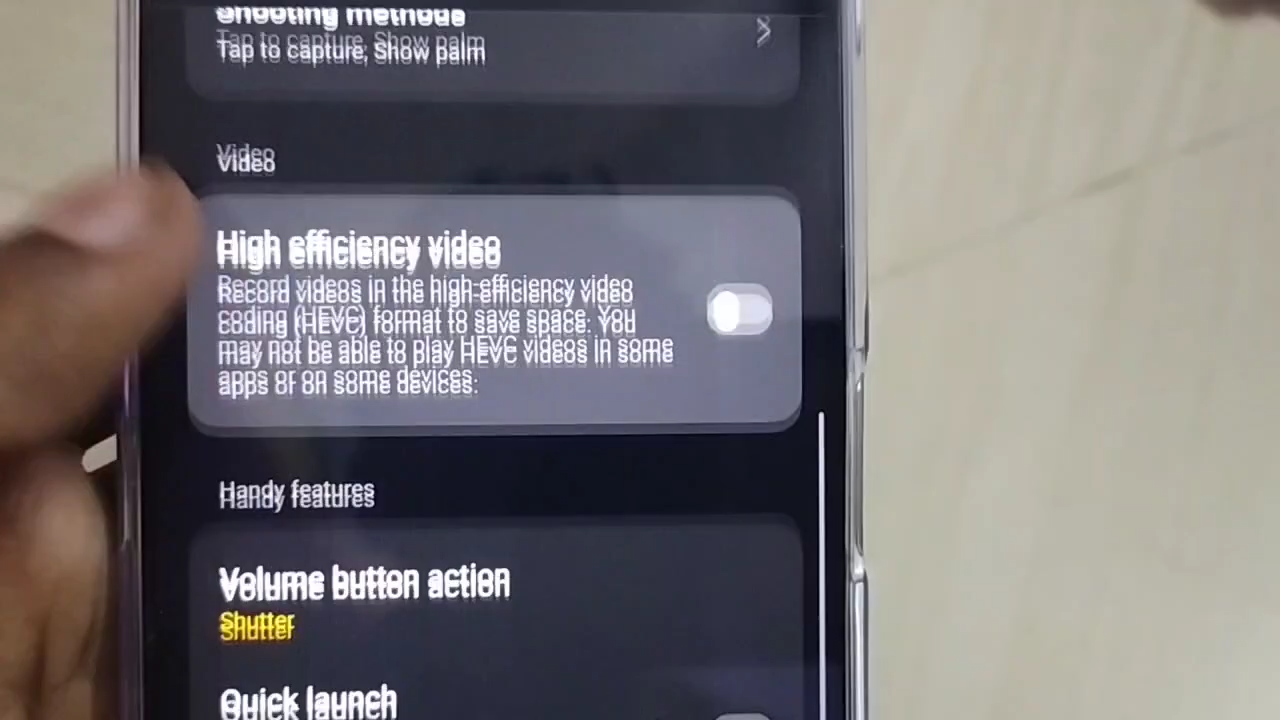 Shooting methods
Tap to capture, Show palm
Video
High efficiency video
Record videos in the high-efficiency video
coding (HEVC) format to save space. You
may not be able to play HEVC videos in some
apps or on some devices.
Handy features
Volume button action
Shutter
Quick launch